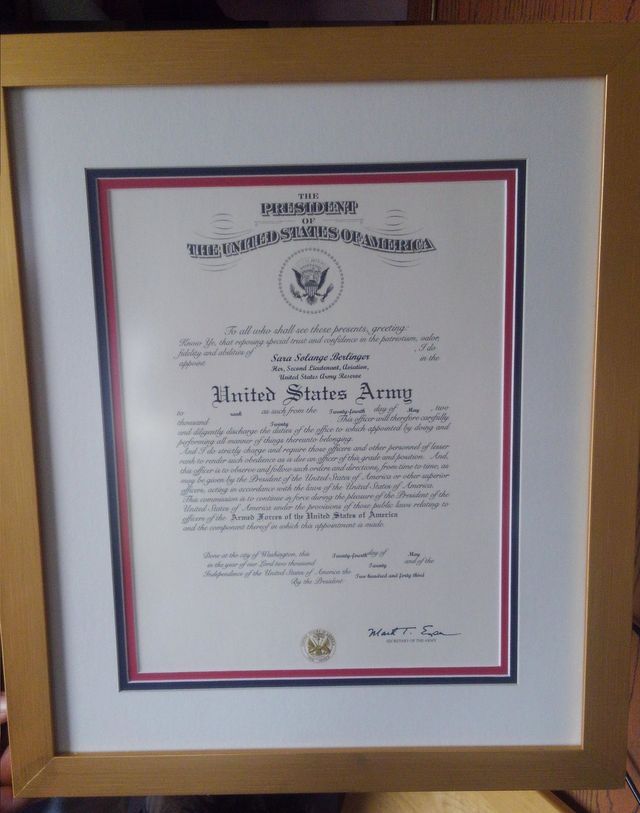 THE
PRESIDENT
OF
THE UNITED STATES OF AMERICA
To all who shall see these presents, greeting:
Know Ye, that reposing special trust and confidence in the patriotism, valor,
fidelity and abilities of Sara Solange Berlinger , I do
appoint Her, Second Lieutenant, Aviation, in the
United States Army Reserve
United States Army
to rank as such from the Twenty-fourth day of May , two
thousand Twenty This officer will therefore carefully
and diligently discharge the duties of the office to which appointed by doing and
performing all manner of things thereunto belonging.
And I do strictly charge and require those officers and other personnel of lesser
rank to render such obedience as is due an officer of this grade and position. And,
this officer is to observe and follow such orders and directions, from time to time, as
may be given by the President of the United States of America or other superior
officers, acting in accordance with the laws of the United States of America.
This commission is to continue in force during the pleasure of the President of the
United States of America under the provisions of those public laws relating to
officers of the Armed Forces of the United States of America
and the component thereof in which this appointment is made.
Done at the city of Washington, this Twenty-fourth day of May
in the year of our Lord two thousand Twenty and of the
Independence of the United States of America the Two hundred and forty third
By the President:
Mark T. Esper
SECRETARY OF THE ARMY